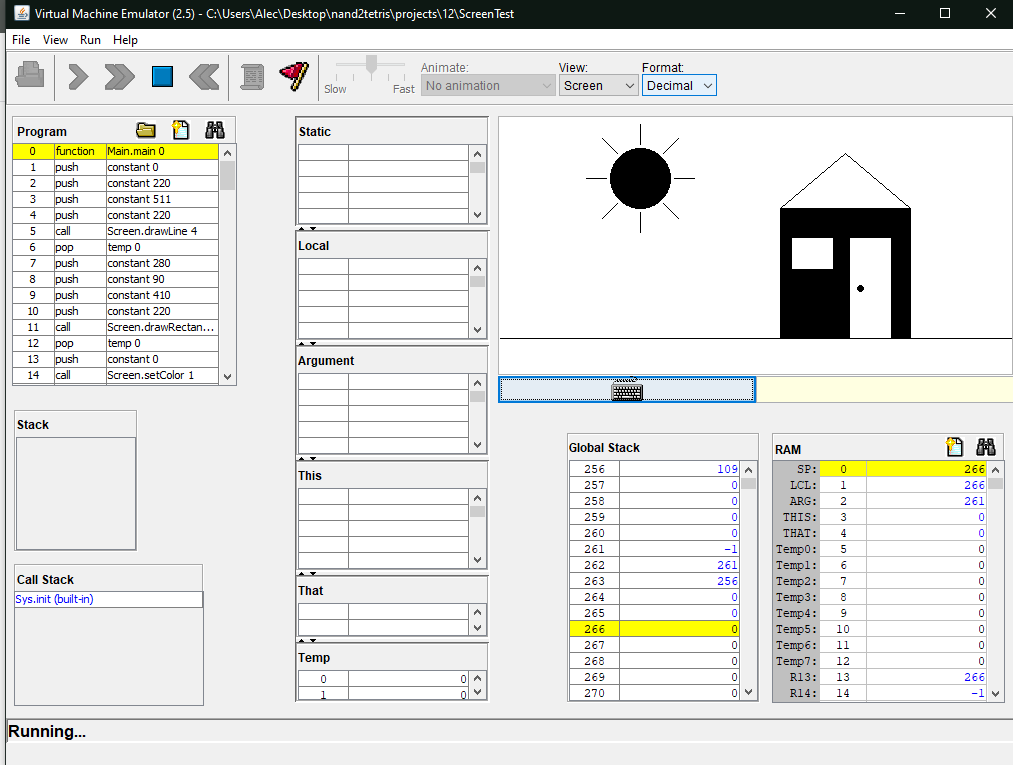 Virtual Machine Emulator (2.5) - C:\Users\Alec\Desktop\nand2tetris\projects\12\ScreenTest
File View Run Help
Slow Fast
Animate:
No animation
View:
Screen
Format:
Decimal
Program
0 function Main.main 0
1 push constant 0
2 push constant 220
3 push constant 511
4 push constant 220
5 call Screen.drawLine 4
6 pop temp 0
7 push constant 280
8 push constant 90
9 push constant 410
10 push constant 220
11 call Screen.drawRectan...
12 pop temp 0
13 push constant 0
14 call Screen.setColor 1
Stack
Call Stack
Sys.init (built-in)
Static
Local
Argument
This
That
Temp
0 0
1 0
Global Stack
256 109
257 0
258 0
259 0
260 0
261 -1
262 261
263 256
264 0
265 0
266 0
267 0
268 0
269 0
270 0
RAM
SP: 0 266
LCL: 1 266
ARG: 2 261
THIS: 3 0
THAT: 4 0
Temp0: 5 0
Temp1: 6 0
Temp2: 7 0
Temp3: 8 0
Temp4: 9 0
Temp5: 10 0
Temp6: 11 0
Temp7: 12 0
R13: 13 266
R14: 14 -1
Running...